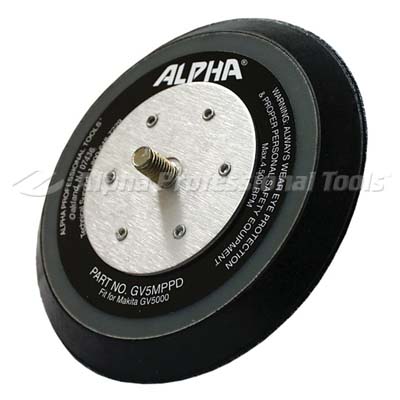 ALPHA®
WARNING: ALWAYS WEAR EYE PROTECTION
& PROPER PERSONAL SAFETY EQUIPMENT
Max 4,500 RPM
ALPHA PROFESSIONAL TOOLS
Oakland, NJ 07436
PART NO. GV5MPPD
Fit for Makita GV5000
Alpha Professional Tools